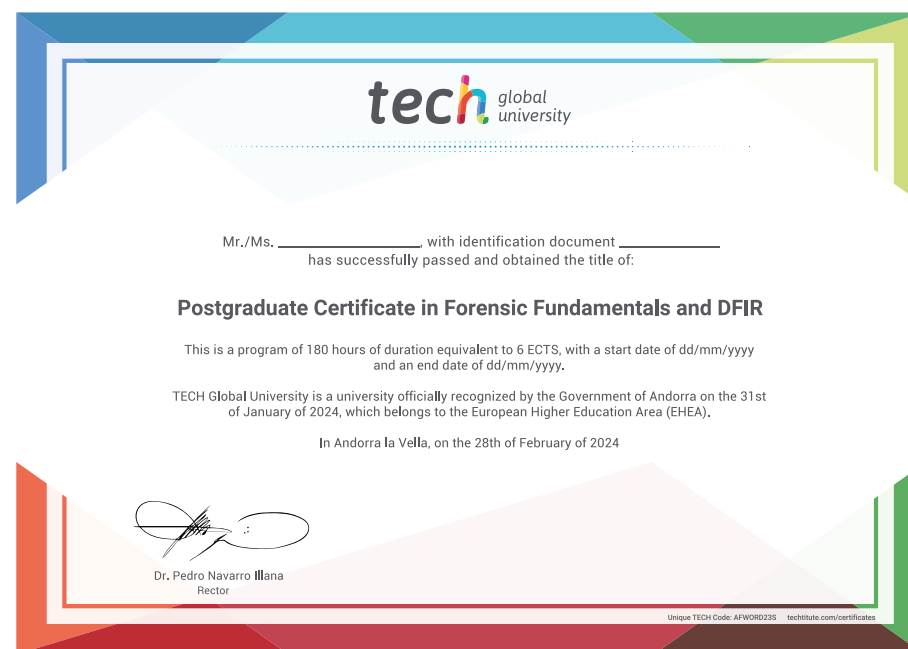 tech global
university
Mr./Ms. ____________, with identification document ____________
has successfully passed and obtained the title of:
Postgraduate Certificate in Forensic Fundamentals and DFIR
This is a program of 180 hours of duration equivalent to 6 ECTS, with a start date of dd/mm/yyyy
and an end date of dd/mm/yyyy.
TECH Global University is a university officially recognized by the Government of Andorra on the 31st
of January of 2024, which belongs to the European Higher Education Area (EHEA).
In Andorra la Vella, on the 28th of February of 2024
Dr. Pedro Navarro Illana
Rector
Unique TECH Code: AFWORD23S techtitute.com/certificates